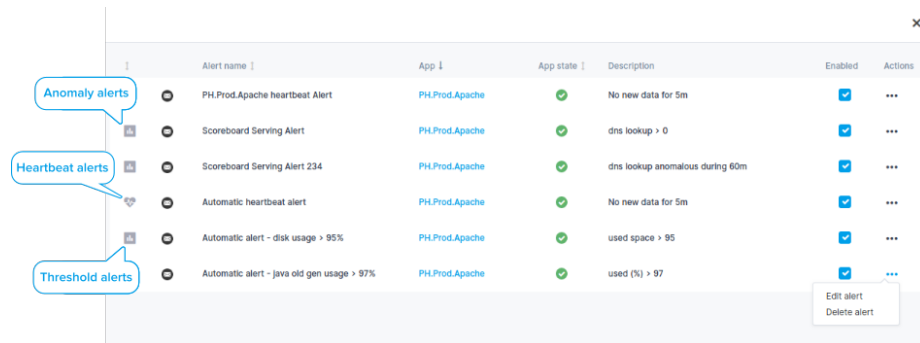 Alert name App App state Description Enabled Actions
Anomaly alerts
PH.Prod.Apache heartbeat Alert PH.Prod.Apache No new data for 5m
Scoreboard Serving Alert PH.Prod.Apache dns lookup > 0
Heartbeat alerts
Scoreboard Serving Alert 234 PH.Prod.Apache dns lookup anomalous during 60m
Automatic heartbeat alert PH.Prod.Apache No new data for 5m
Automatic alert - disk usage > 95% PH.Prod.Apache used space > 95
Threshold alerts
Automatic alert - java old gen usage > 97% PH.Prod.Apache used (%) > 97
Edit alert
Delete alert